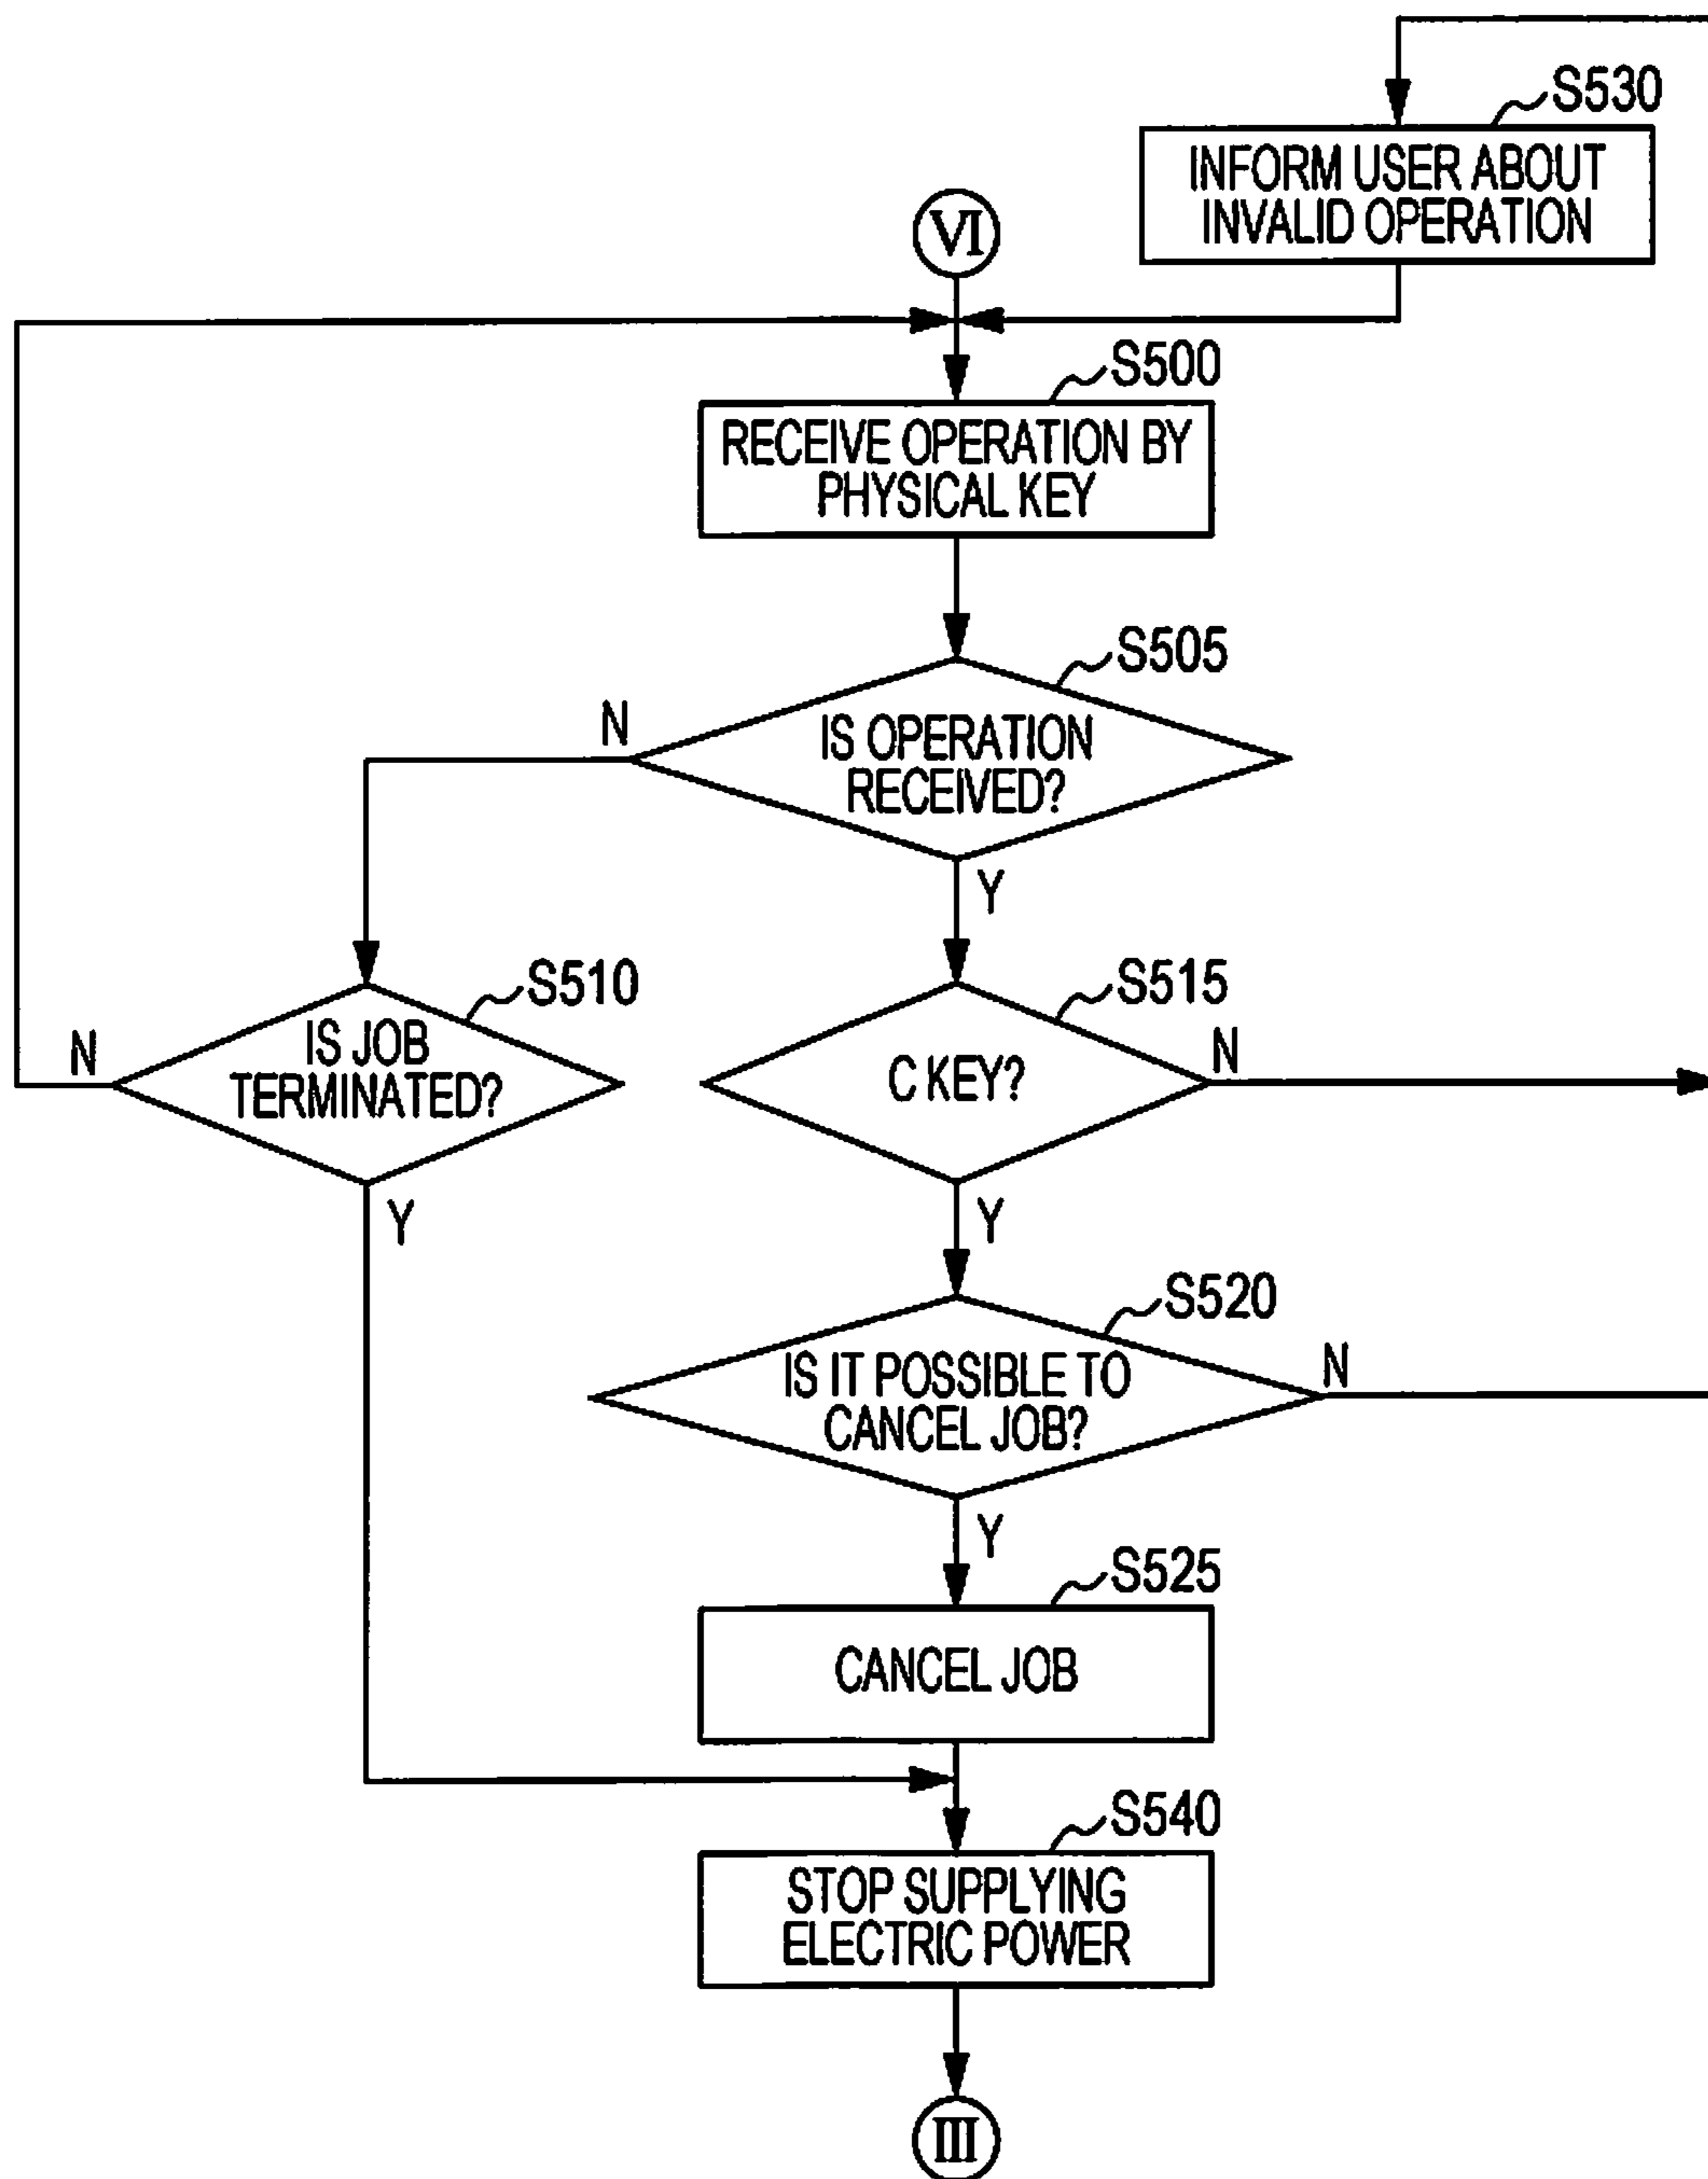 S530
INFORM USER ABOUT
INVALID OPERATION
VI
S500
RECEIVE OPERATION BY
PHYSICAL KEY
S505
N
IS OPERATION
RECEIVED?
Y
S510
N
IS JOB
TERMINATED?
Y
S515
C KEY?
N
Y
S520
IS IT POSSIBLE TO
CANCEL JOB?
N
Y
S525
CANCEL JOB
S540
STOP SUPPLYING
ELECTRIC POWER
III